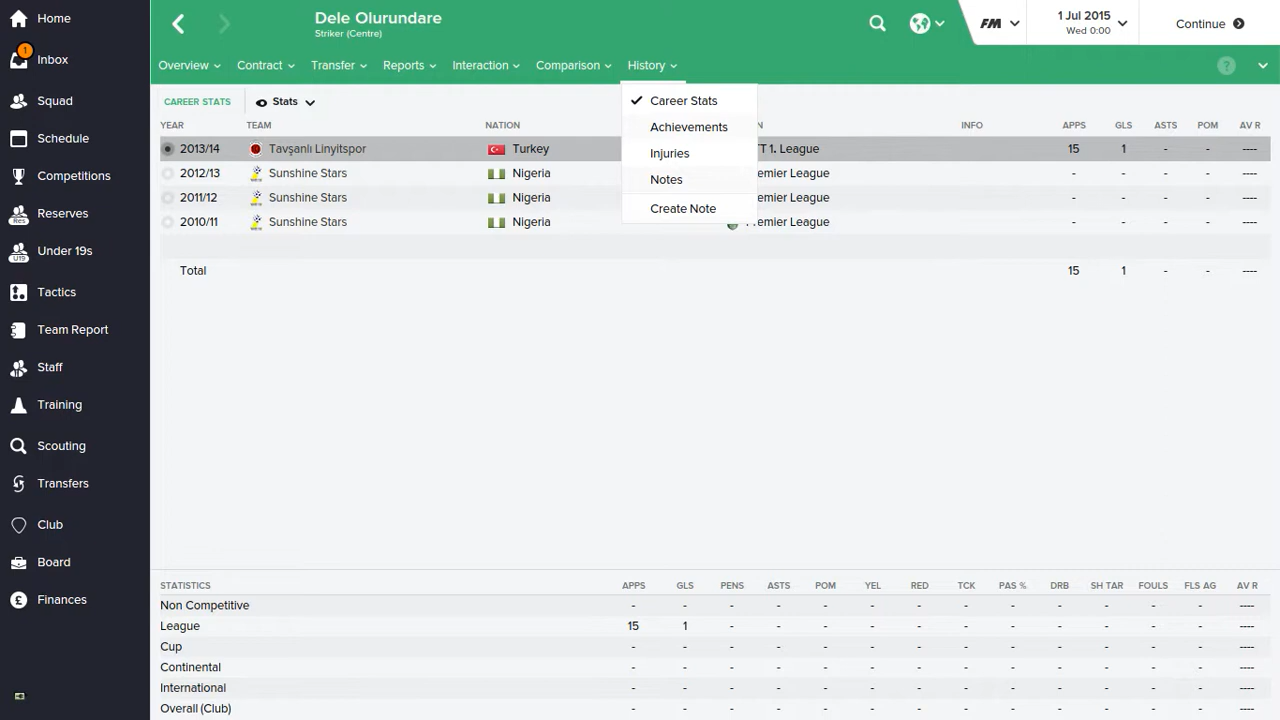 Home
1
Inbox
Squad
Schedule
Competitions
Res
Reserves
U19
Under 19s
Tactics
Team Report
Staff
Training
Scouting
Transfers
Club
Board
£ Finances
Dele Olurundare
Striker (Centre)
FM
1 Jul 2015
Wed 0:00
Continue
Overview Contract Transfer Reports Interaction Comparison History ?
CAREER STATS Stats
Career Stats
Achievements
Injuries
Notes
Create Note
YEAR TEAM NATION INFO APPS GLS ASTS POM AV R
2013/14 Tavşanlı Linyitspor Turkey 1. League 15 1 - - ----
2012/13 Sunshine Stars Nigeria League - - - - ----
2011/12 Sunshine Stars Nigeria League - - - - ----
2010/11 Sunshine Stars Nigeria League - - - - ----
Total 15 1 - - ----
STATISTICS APPS GLS PENS ASTS POM YEL RED TCK PAS % DRB SH TAR FOULS FLS AG AV R
Non Competitive - - - - - - - - - - - - - ----
League 15 1 - - - - - - - - - - - ----
Cup - - - - - - - - - - - - - ----
Continental - - - - - - - - - - - - - ----
International - - - - - - - - - - - - - ----
Overall (Club) - - - - - - - - - - - - - ----